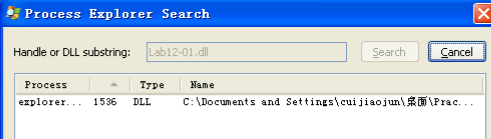 Process Explorer Search
Handle or DLL substring: Lab12-01.dll Search Cancel
Process Type Name
explorer... 1536 DLL C:\Documents and Settings\cuijiaojun\桌面\Prac...